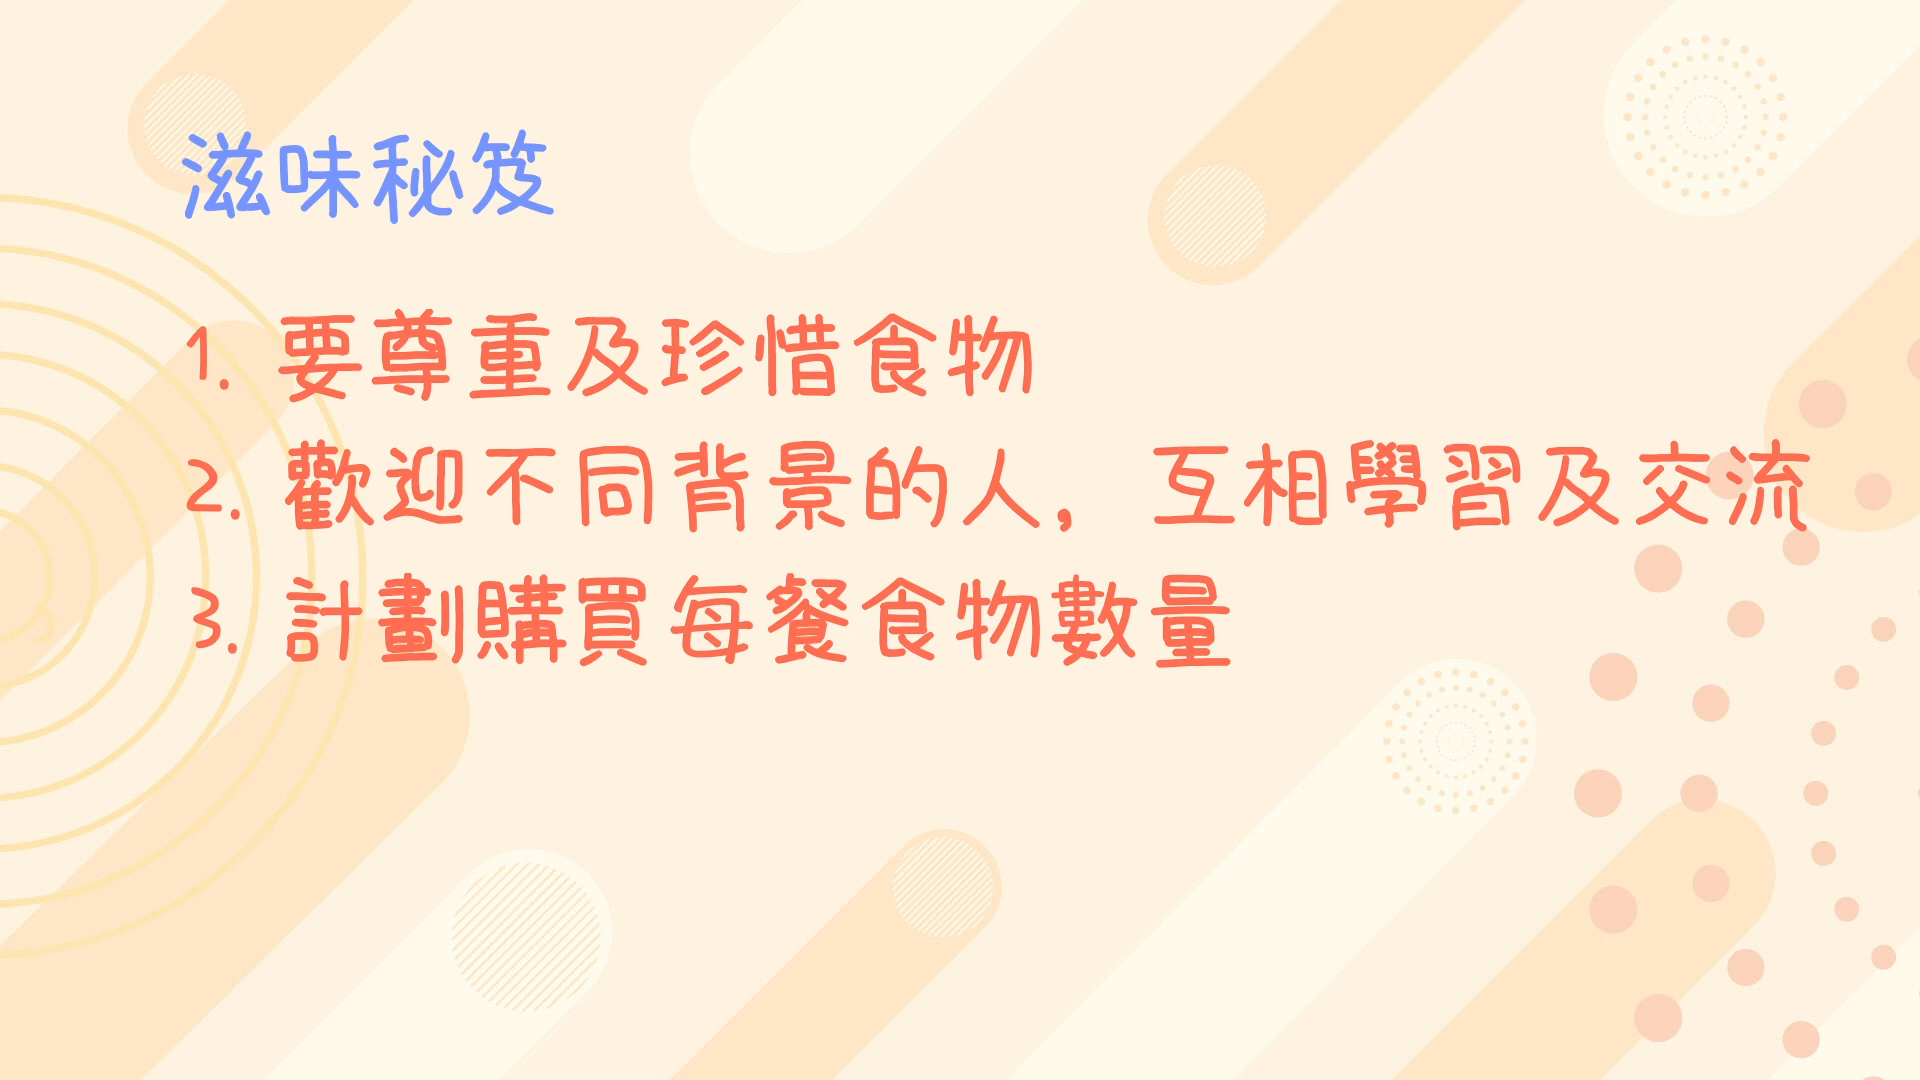 滋味秘笈
1. 要尊重及珍惜食物
2. 歡迎不同背景的人，互相學習及交流
3. 計劃購買每餐食物數量